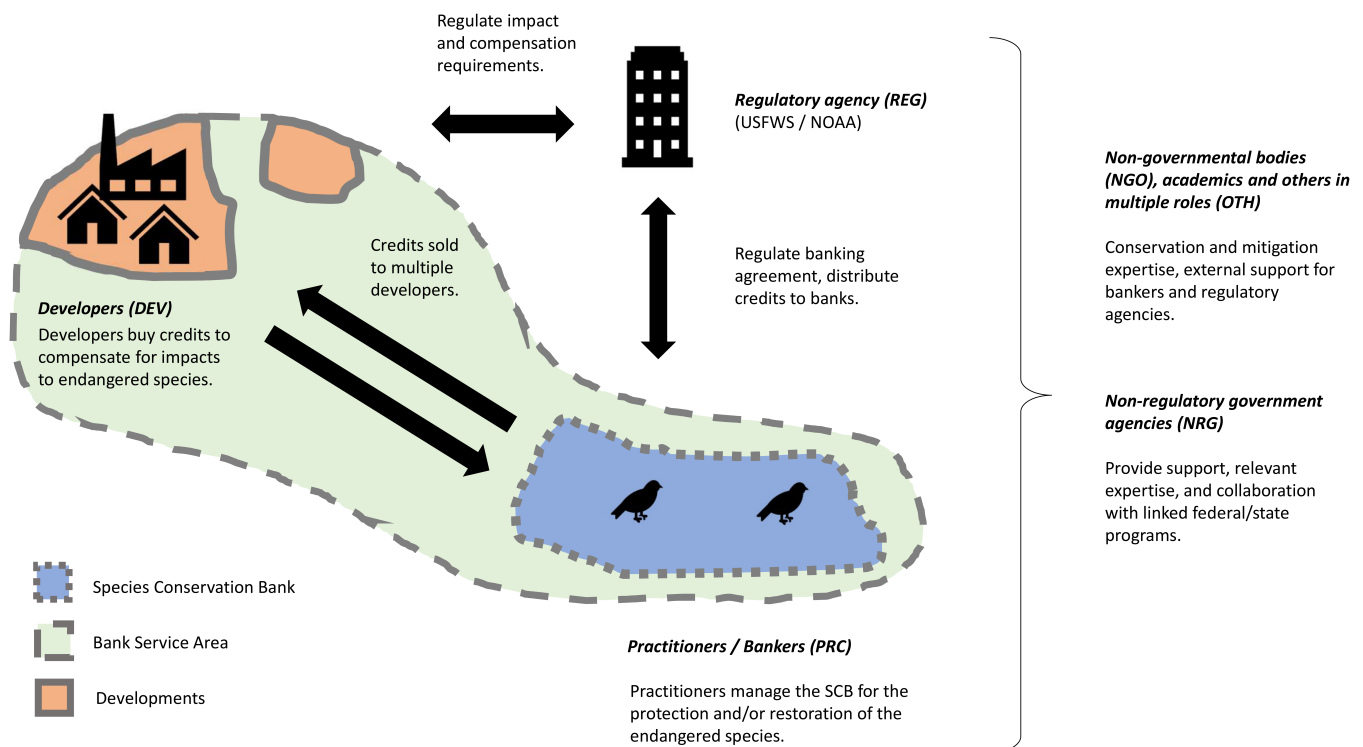 Regulate impact
and compensation
requirements.
Regulatory agency (REG)
(USFWS / NOAA)
Non-governmental bodies
(NGO), academics and others in
multiple roles (OTH)
Conservation and mitigation
expertise, external support for
bankers and regulatory
agencies.
Credits sold
to multiple
developers.
Regulate banking
agreement, distribute
credits to banks.
Developers (DEV)
Developers buy credits to
compensate for impacts
to endangered species.
Non-regulatory government
agencies (NRG)
Provide support, relevant
expertise, and collaboration
with linked federal/state
programs.
Species Conservation Bank
Bank Service Area
Developments
Practitioners / Bankers (PRC)
Practitioners manage the SCB for the
protection and/or restoration of the
endangered species.